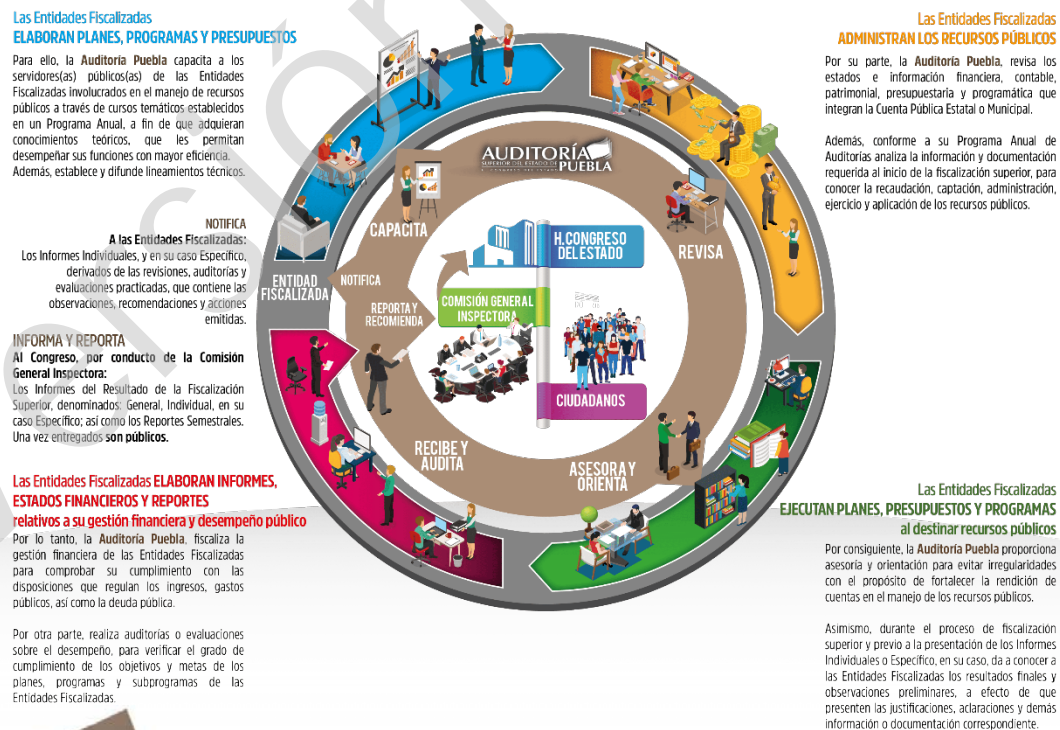 Las Entidades Fiscalizadas
ELABORAN PLANES, PROGRAMAS Y PRESUPUESTOS
Para ello, la Auditoría Puebla capacita a los
servidores(as) públicos(as) de las Entidades
Fiscalizadas involucrados en el manejo de recursos
públicos a través de cursos temáticos establecidos
en un Programa Anual, a fin de que adquieran
conocimientos teóricos, que les permitan
desempeñar sus funciones con mayor eficiencia.
Además, establece y difunde lineamientos técnicos.
NOTIFICA
A las Entidades Fiscalizadas:
Los Informes Individuales, y en su caso Específico,
derivados de las revisiones, auditorías y
evaluaciones practicadas, que contiene las
observaciones, recomendaciones y acciones
emitidas.
INFORMA Y REPORTA
Al Congreso, por conducto de la Comisión
General Inspectora:
Los Informes del Resultado de la Fiscalización
Superior, denominados: General, Individual, en su
caso Específico; así como los Reportes Semestrales.
Una vez entregados son públicos.
Las Entidades Fiscalizadas ELABORAN INFORMES,
ESTADOS FINANCIEROS Y REPORTES
relativos a su gestión financiera y desempeño público
Por lo tanto, la Auditoría Puebla, fiscaliza la
gestión financiera de las Entidades Fiscalizadas
para comprobar su cumplimiento con las
disposiciones que regulan los ingresos, gastos
públicos, así como la deuda pública.
Por otra parte, realiza auditorías o evaluaciones
sobre el desempeño, para verificar el grado de
cumplimiento de los objetivos y metas de los
planes, programas y subprogramas de las
Entidades Fiscalizadas.
AUDITORÍA
SUPERIOR DEL ESTADO DE
PUEBLA
H. CONGRESO DEL ESTADO
CAPACITA
REVISA
H.CONGRESO
DEL ESTADO
ENTIDAD
FISCALIZADA
NOTIFICA
REPORTA Y
RECOMIENDA
COMISIÓN GENERAL
INSPECTORA
CIUDADANOS
RECIBE Y
AUDITA
ASESORA Y
ORIENTA
Las Entidades Fiscalizadas
ADMINISTRAN LOS RECURSOS PÚBLICOS
Por su parte, la Auditoría Puebla, revisa los
estados e información financiera, contable,
patrimonial, presupuestaria y programática que
integran la Cuenta Pública Estatal o Municipal.
Además, conforme a su Programa Anual de
Auditorías analiza la información y documentación
requerida al inicio de la fiscalización superior, para
conocer la recaudación, captación, administración,
ejercicio y aplicación de los recursos públicos.
Las Entidades Fiscalizadas
EJECUTAN PLANES, PRESUPUESTOS Y PROGRAMAS
al destinar recursos públicos
Por consiguiente, la Auditoría Puebla proporciona
asesoría y orientación para evitar irregularidades
con el propósito de fortalecer la rendición de
cuentas en el manejo de los recursos públicos.
Asimismo, durante el proceso de fiscalización
superior y previo a la presentación de los Informes
Individuales o Específico, en su caso, da a conocer a
las Entidades Fiscalizadas los resultados finales y
observaciones preliminares, a efecto de que
presenten las justificaciones, aclaraciones y demás
información o documentación correspondiente.